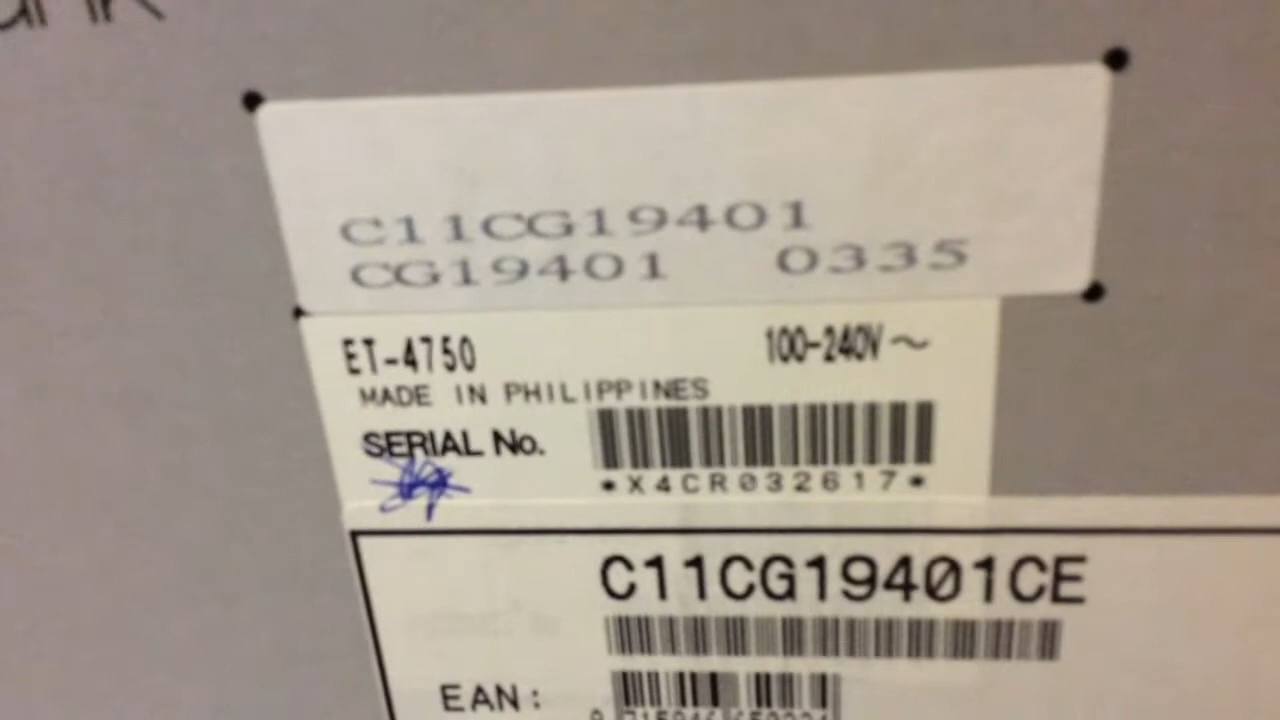 C11CG19401
CG19401 0335
ET-4750 100-240V~
MADE IN PHILIPPINES
SERIAL No.
*X4CR032617*
C11CG19401CE
EAN: